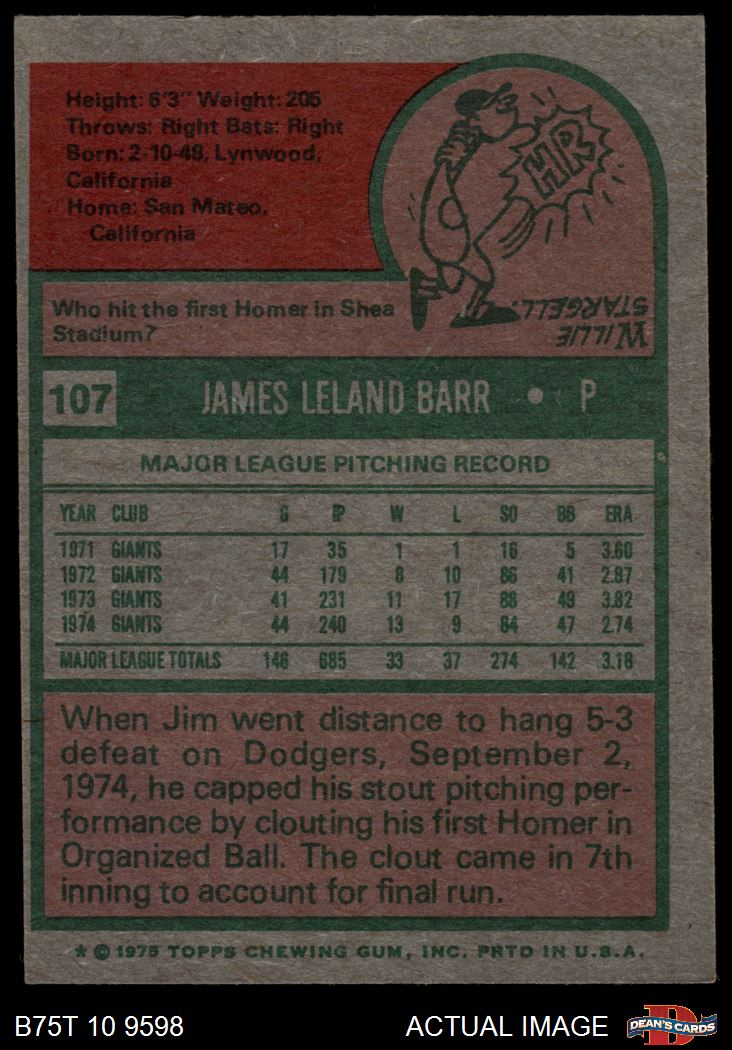 Height: 6'3" Weight: 205
Throws: Right Bats: Right
Born: 2-10-48, Lynwood,
California
Home: San Mateo,
California
HR
WILLIE
STARGELL.
Who hit the first Homer in Shea
Stadium?
107 JAMES LELAND BARR • P
MAJOR LEAGUE PITCHING RECORD
YEAR CLUB G IP W L SO BB ERA
1971 GIANTS 17 35 1 1 16 5 3.60
1972 GIANTS 44 179 8 10 86 41 2.87
1973 GIANTS 41 231 11 17 88 49 3.82
1974 GIANTS 44 240 13 9 84 47 2.74
MAJOR LEAGUE TOTALS 146 685 33 37 274 142 3.18
When Jim went distance to hang 5-3
defeat on Dodgers, September 2,
1974, he capped his stout pitching per-
formance by clouting his first Homer in
Organized Ball. The clout came in 7th
inning to account for final run.
* © 1975 TOPPS CHEWING GUM, INC. PRTD IN U.S.A.
B75T 10 9598 ACTUAL IMAGE
D
DEAN'S CARDS